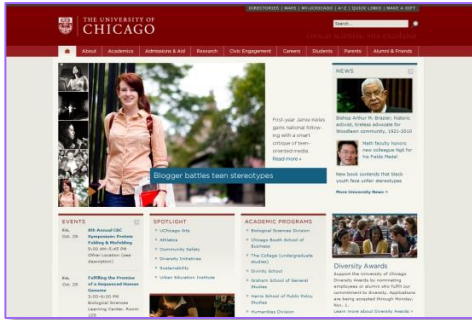 DIRECTORIES | MAPS | MY.UCHICAGO | A-Z | QUICK LINKS | MAKE A GIFT
THE UNIVERSITY OF
CHICAGO
Search...
About
Academics
Admissions & Aid
Research
Civic Engagement
Careers
Students
Parents
Alumni & Friends
First-year Jamie Keiles
gains national follow-
ing with a smart
critique of teen-
oriented media.
Read more »
Blogger battles teen stereotypes
NEWS
Bishop Arthur M. Brazier, historic
activist, tireless advocate for
Woodlawn community, 1921-2010
Math faculty honors
new colleague Ngô for
his Fields Medal
New book contends that black
youth face unfair stereotypes
More University News »
EVENTS
Fri,
Oct. 29
8th Annual CBC
Symposium: Protein
Folding & Misfolding
9:00 AM-5:45 PM
Other Location (see
description)
Fri,
Oct. 29
Fulfilling the Promise
of a Sequenced Human
Genome
3:00-6:00 PM
Biological Sciences
Learning Center, Room
109
SPOTLIGHT
UChicago Arts
Athletics
Community Safety
Diversity Initiatives
Sustainability
Urban Education Institute
ACADEMIC PROGRAMS
Biological Sciences Division
Chicago Booth School of
Business
The College (undergraduate
studies)
Divinity School
Graham School of General
Studies
Harris School of Public Policy
Studies
Humanities Division
Diversity Awards
Support the University of Chicago
Diversity Awards by nominating
employees or alumni who fulfill our
commitment to diversity. Applications
are being accepted through Monday,
Nov. 1.
Learn more about Diversity Awards »